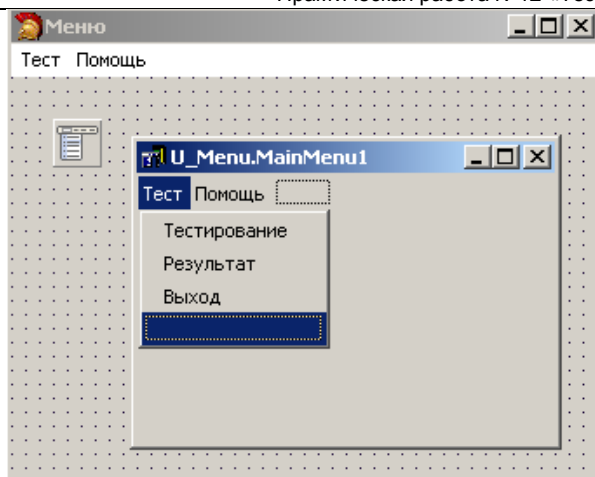 Меню
Тест Помощь
U_Menu.MainMenu1
Тест Помощь
Тестирование
Результат
Выход